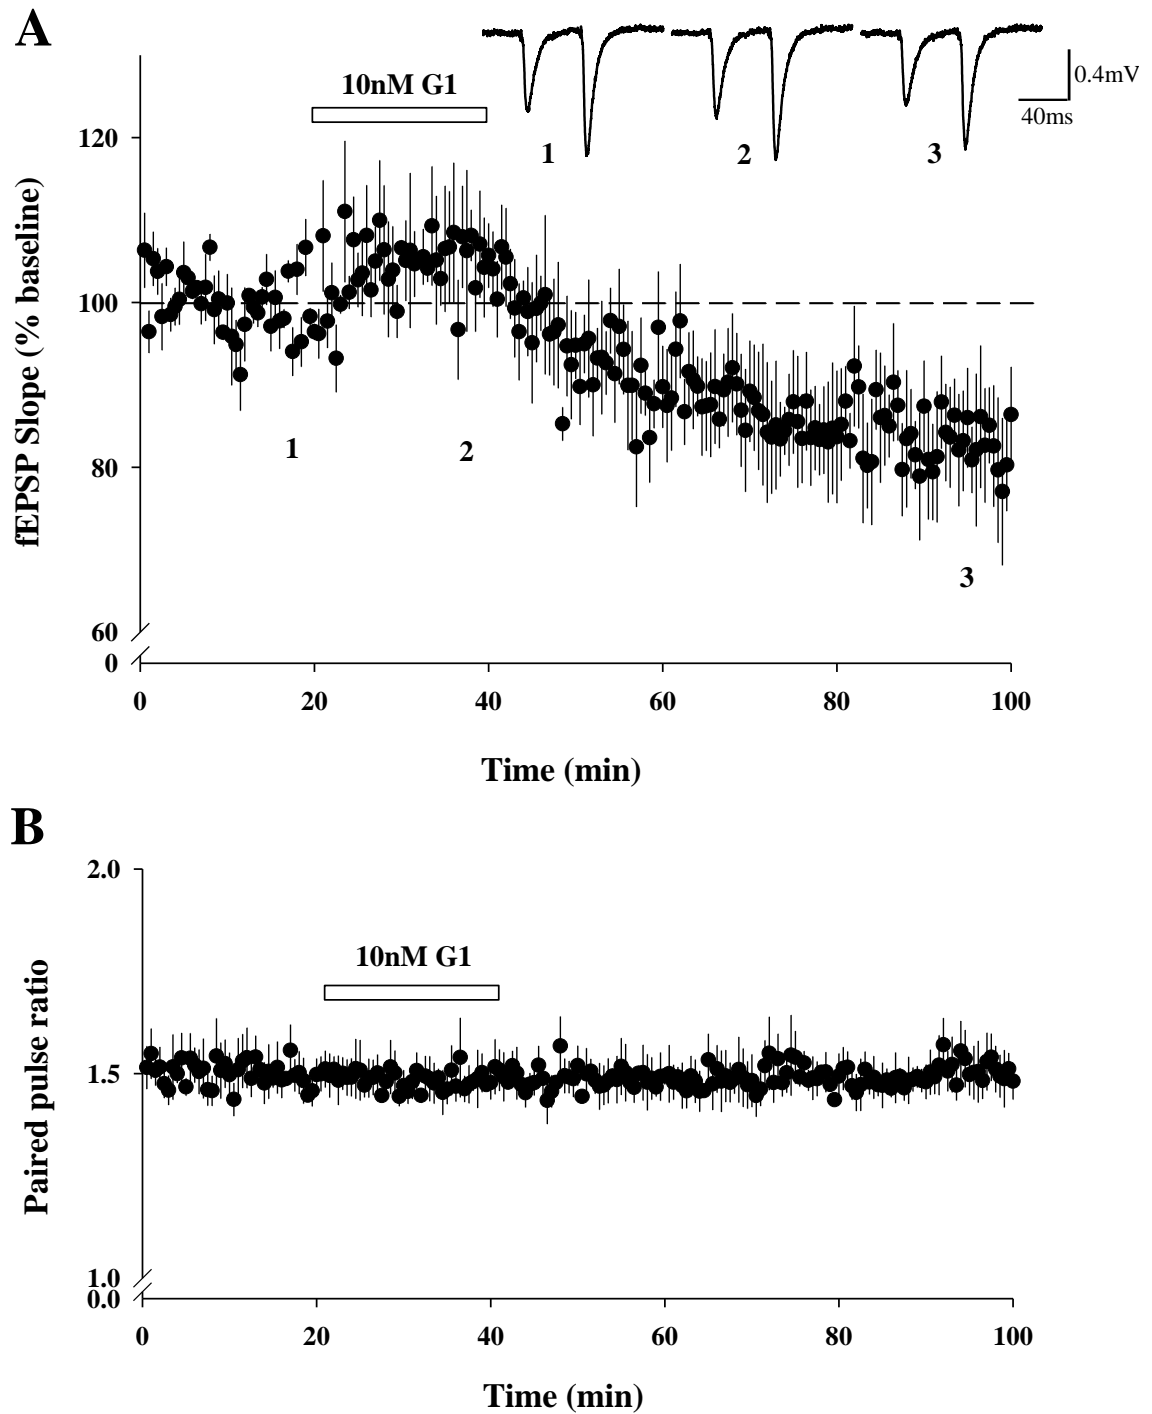 A
10nM G1
0.4mV
40ms
1 2 3
120
100
80
60
0
fEPSP Slope (% baseline)
1 2
3
0 20 40 60 80 100
Time (min)
B
2.0
1.5
1.0
0.0
Paired pulse ratio
10nM G1
0 20 40 60 80 100
Time (min)